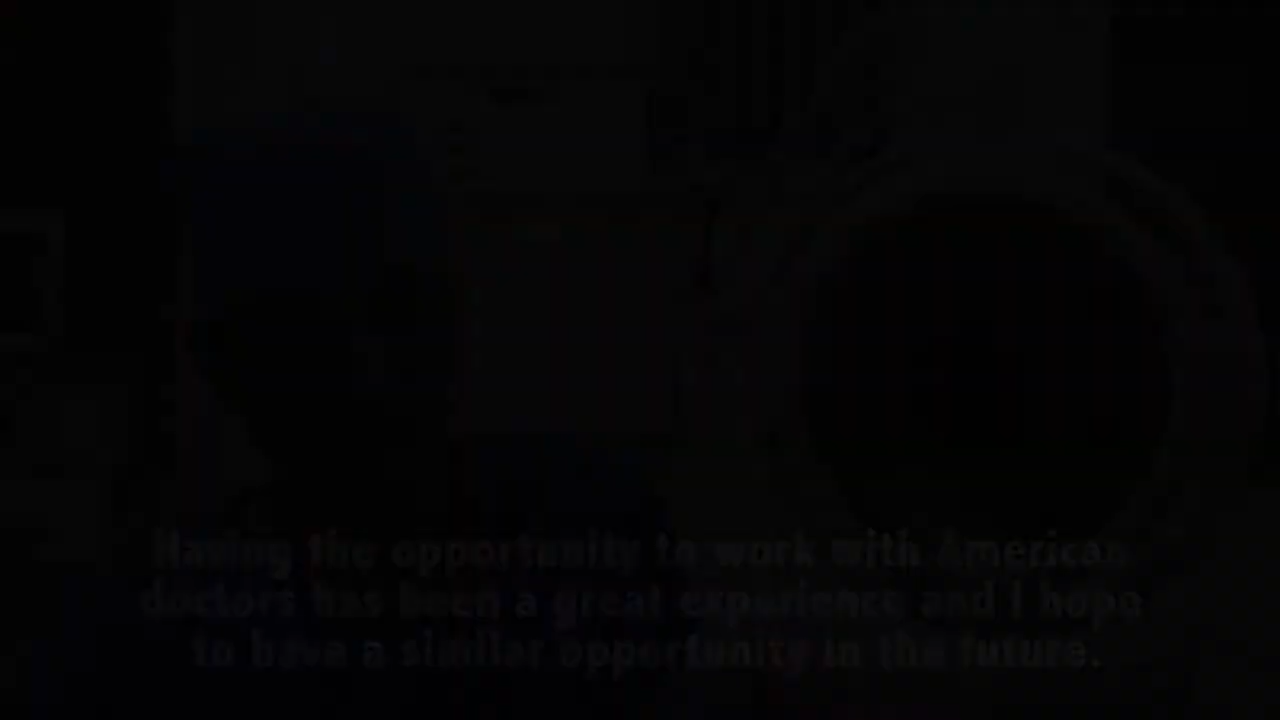 Having the opportunity to work with American
doctors has been a great experience and I hope
to have a similar opportunity in the future.